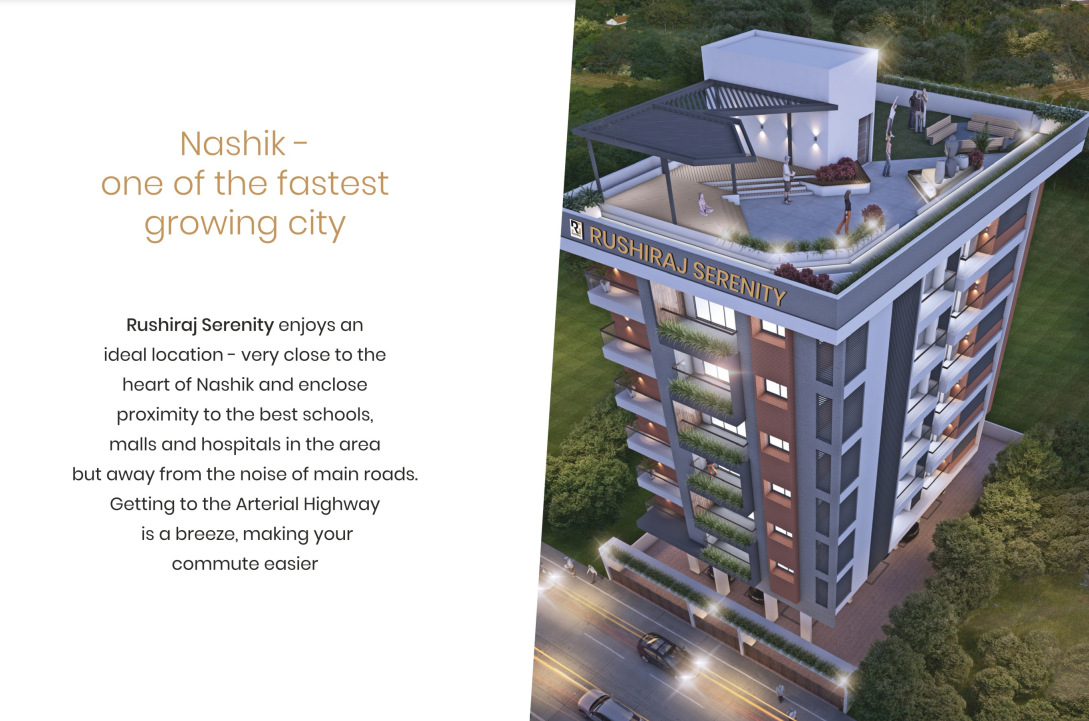 Nashik -
one of the fastest
growing city
Rushiraj Serenity enjoys an
ideal location - very close to the
heart of Nashik and enclose
proximity to the best schools,
malls and hospitals in the area
but away from the noise of main roads.
Getting to the Arterial Highway
is a breeze, making your
commute easier
R RUSHIRAJ SERENITY